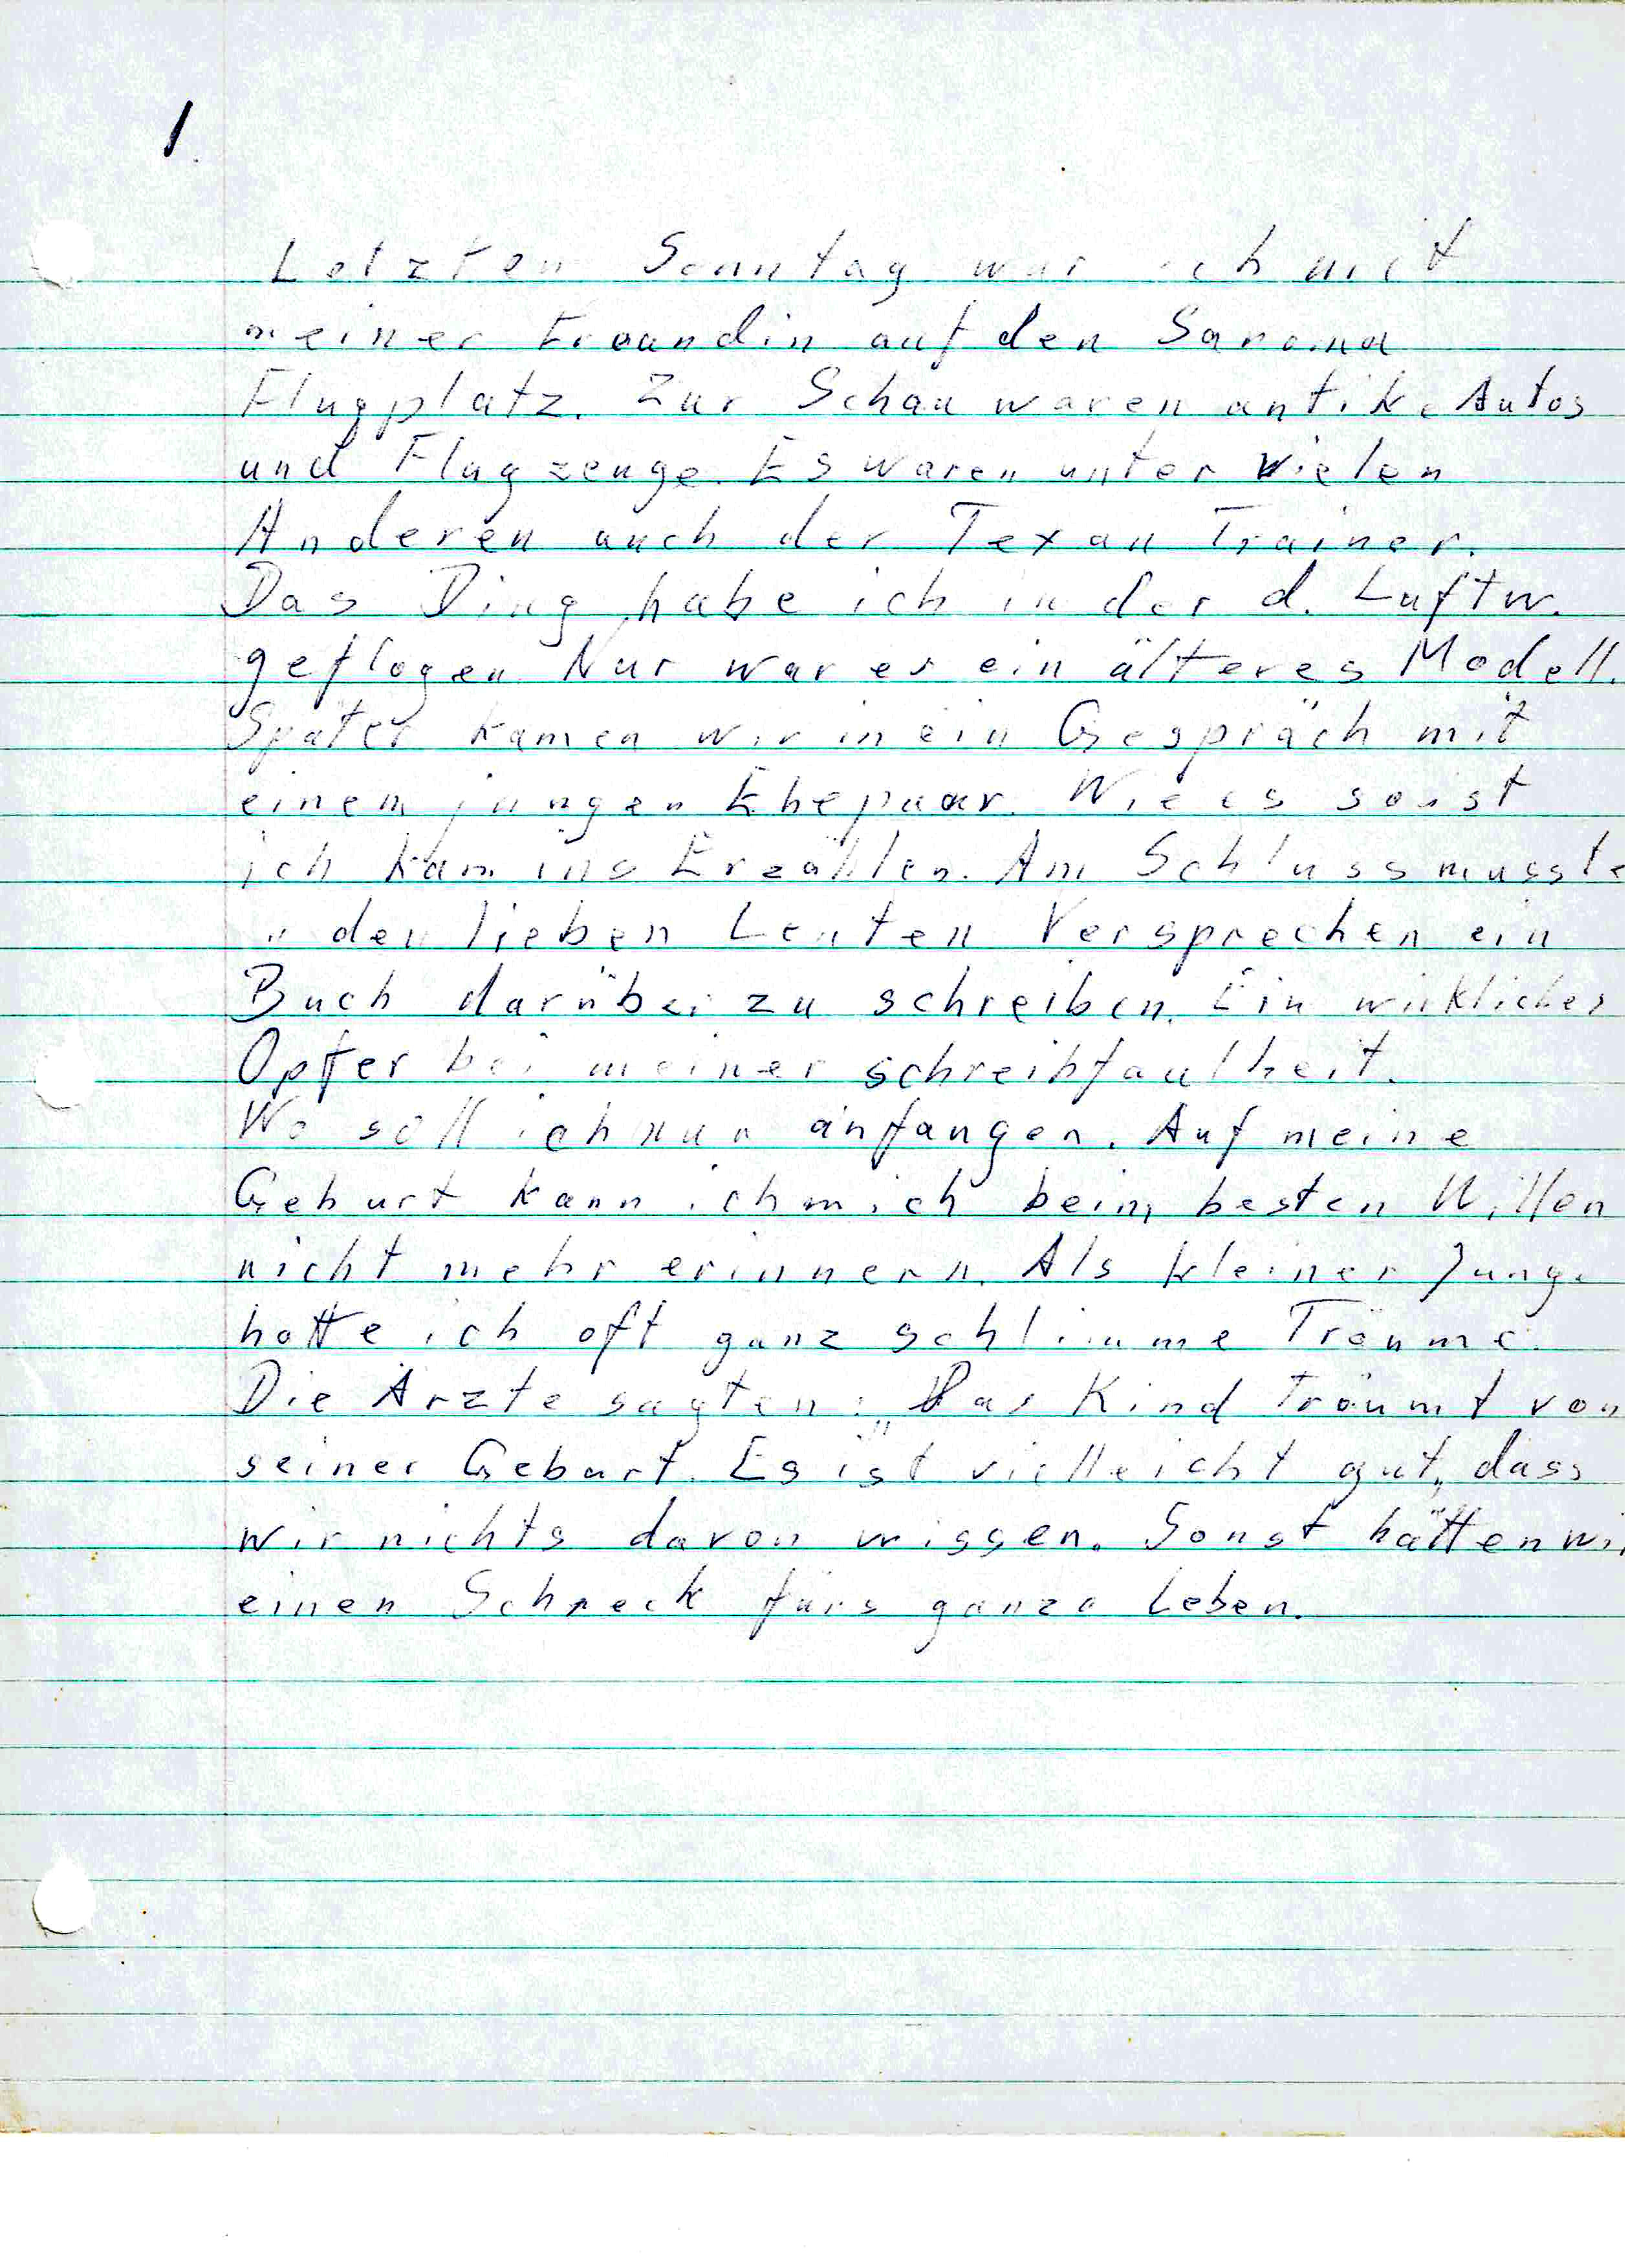 1.
Letzten Sonntag war ich mit
meiner Freundin auf den
Flugplatz. Zur Schau waren antike Autos
und Flugzeuge. Es waren unter vielen
Anderen auch der Texan Trainer.
Das Ding habe ich in der d. Luftw.
geflogen. Nur war es ein älteres Modell.
Später kamen wir in ein Gespräch mit
einem jungen Ehepaar. Wie es sonst
ich kam ins Erzählen. Am Schluss musste
den lieben Leuten Versprechen ein
Buch darüber zu schreiben. Ein wirkliches
Opfer bei meiner schreibfaulheit.
Wo soll ich nun anfangen. Auf meine
Geburt kann ich mich beim besten Willen
nicht mehr erinnern. Als kleiner Junge
hatte ich oft ganz schlimme Träume.
Die Ärzte sagten: „Das Kind Träumt von
seiner Geburt. Es ist vielleicht gut, dass
wir nichts davon wissen. Sonst hätten wir
einen Schreck fürs ganze Leben.